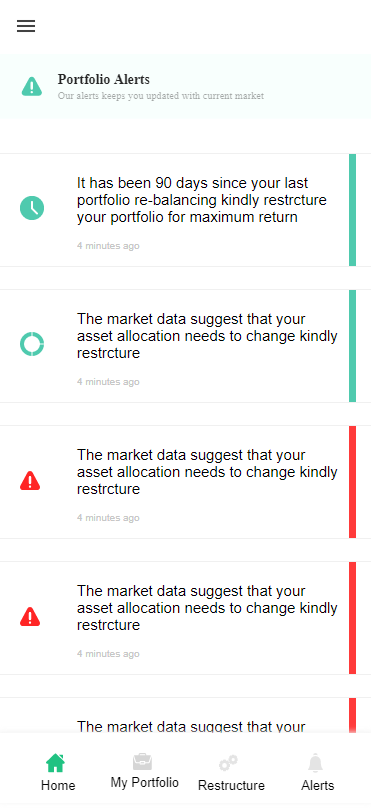 Portfolio Alerts
Our alerts keeps you updated with current market
It has been 90 days since your last
portfolio re-balancing kindly restrcture
your portfolio for maximum return
4 minutes ago
The market data suggest that your
asset allocation needs to change kindly
restrcture
4 minutes ago
The market data suggest that your
asset allocation needs to change kindly
restrcture
4 minutes ago
The market data suggest that your
asset allocation needs to change kindly
restrcture
4 minutes ago
The market data suggest that your
Home
My Portfolio
Restructure
Alerts